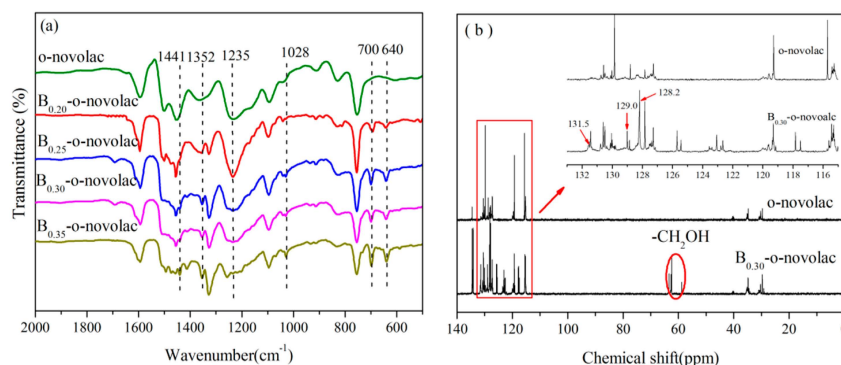 (a)
1441 1352 1235 1028 700 640
o-novolac
B0.20-o-novolac
B0.25-o-novolac
B0.30-o-novolac
B0.35-o-novolac
Transmittance (%)
2000 1800 1600 1400 1200 1000 800 600
Wavenumber(cm-1)
( b )
o-novolac
128.2
129.0
131.5
B0.30-o-novoalc
132 130 128 126 124 122 120 118 116 115
o-novolac
-CH2OH
B0.30-o-novolac
140 120 100 80 60 40 20 0
Chemical shift(ppm)